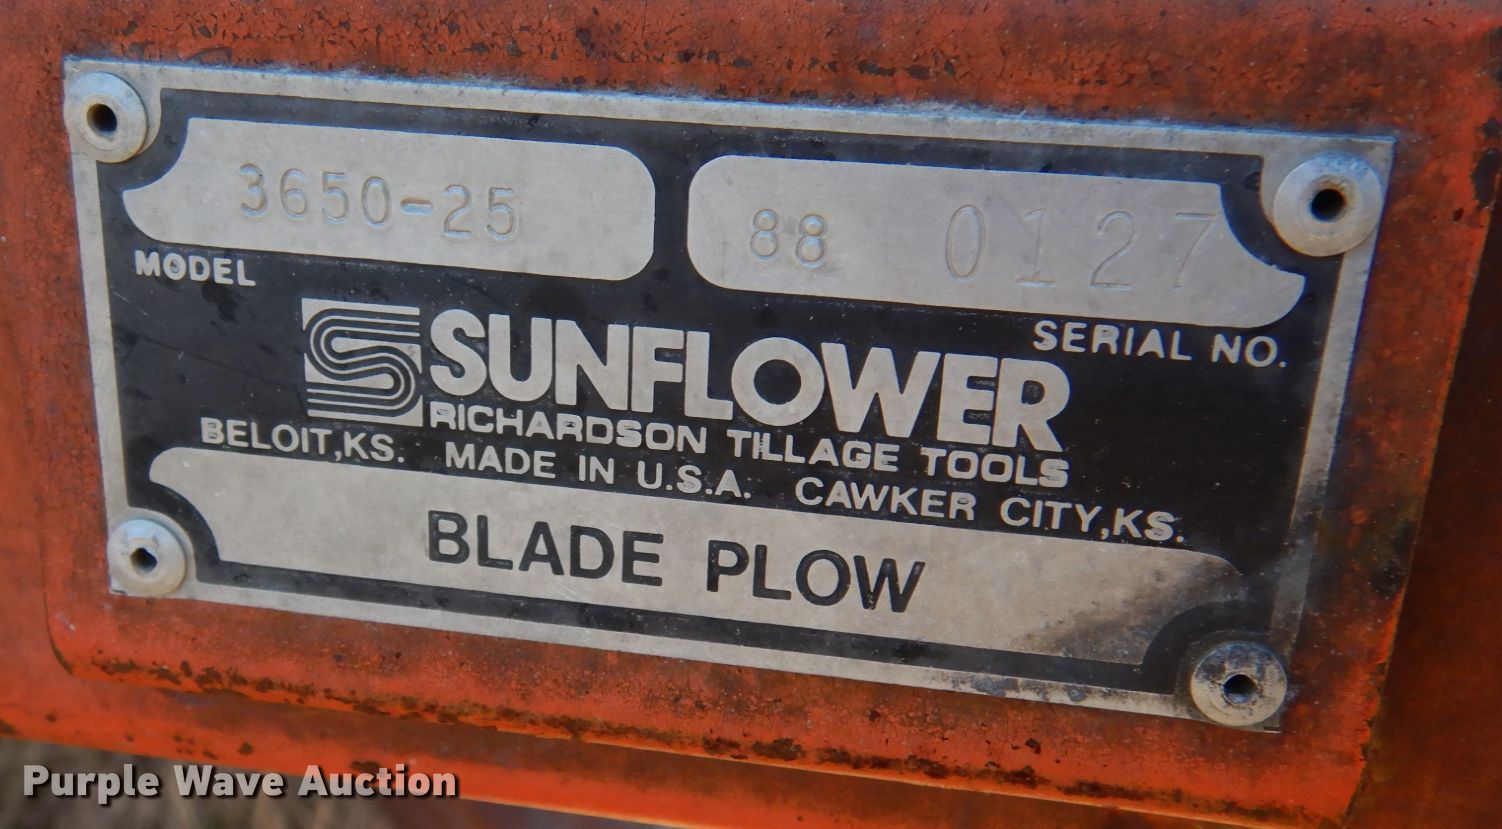 3650-25
88 0127
MODEL
SERIAL NO.
SUNFLOWER
RICHARDSON TILLAGE TOOLS
BELOIT,KS. MADE IN U.S.A. CAWKER CITY,KS.
BLADE PLOW
Purple Wave Auction